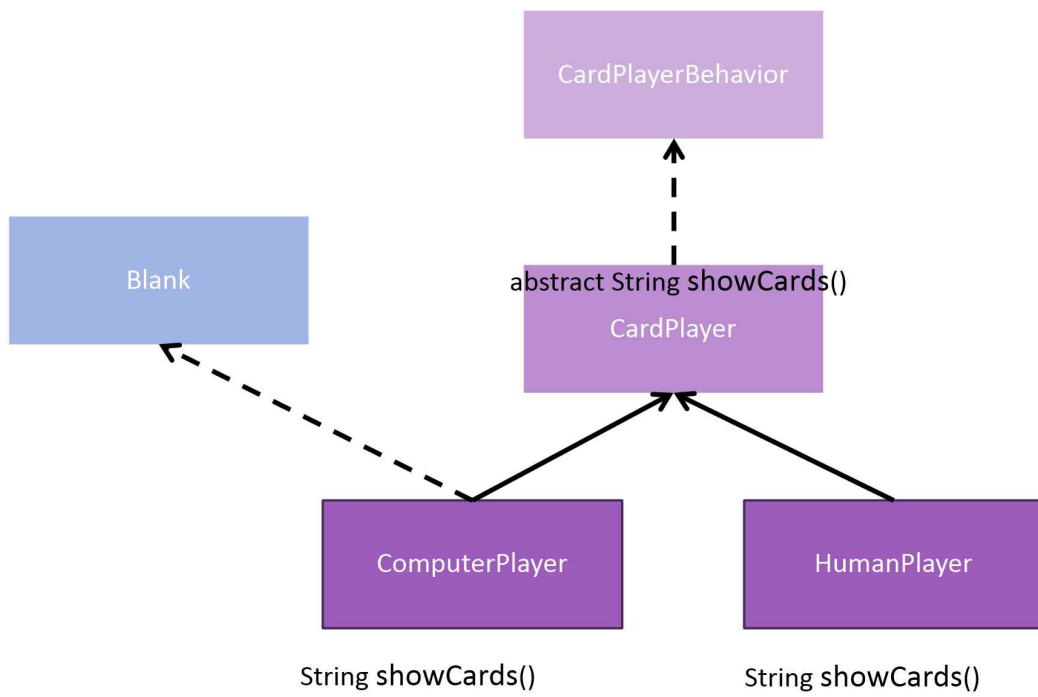 CardPlayerBehavior
Blank
abstract String showCards()
CardPlayer
ComputerPlayer
HumanPlayer
String showCards()
String showCards()